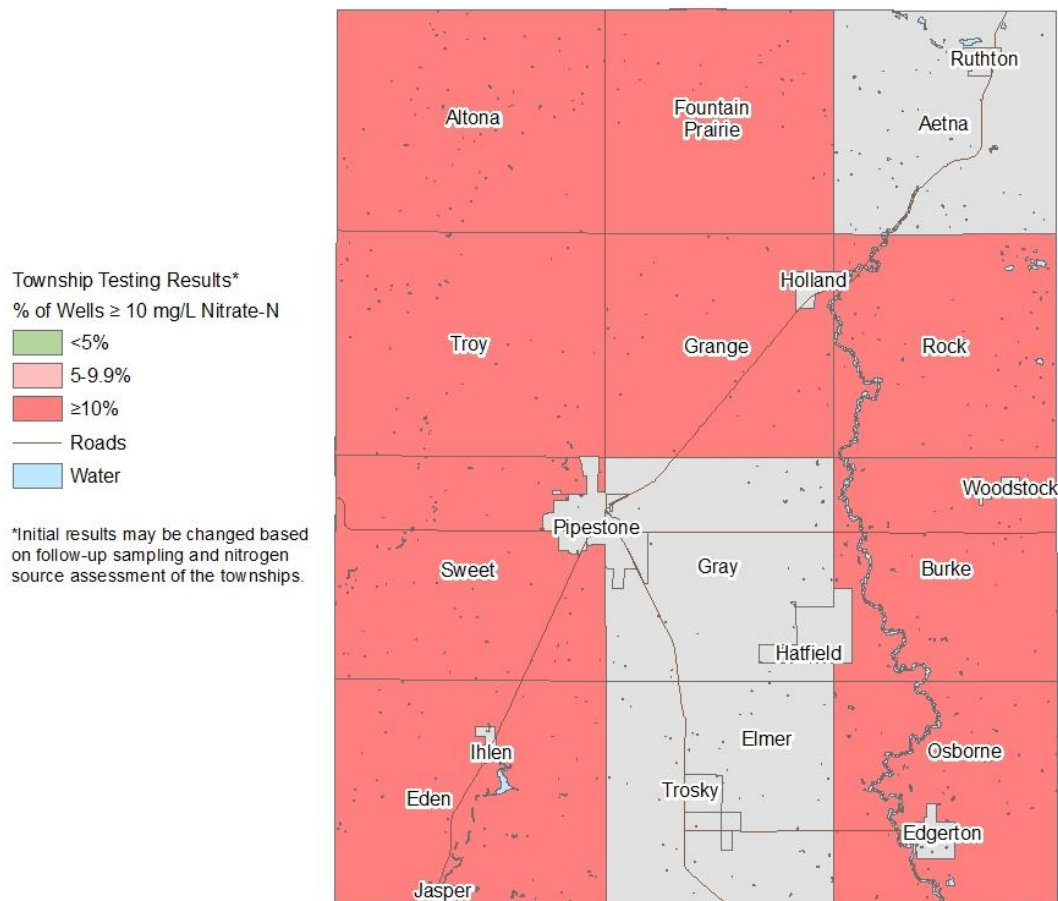 Township Testing Results*
% of Wells ≥ 10 mg/L Nitrate-N
<5%
5-9.9%
≥10%
Roads
Water
*Initial results may be changed based
on follow-up sampling and nitrogen
source assessment of the townships.
Ruthton
Altona
Fountain
Prairie
Aetna
Holland
Troy
Grange
Rock
Woodstock
Pipestone
Sweet
Gray
Burke
Hatfield
Elmer
Ihlen
Osborne
Eden
Trosky
Edgerton
Jasper